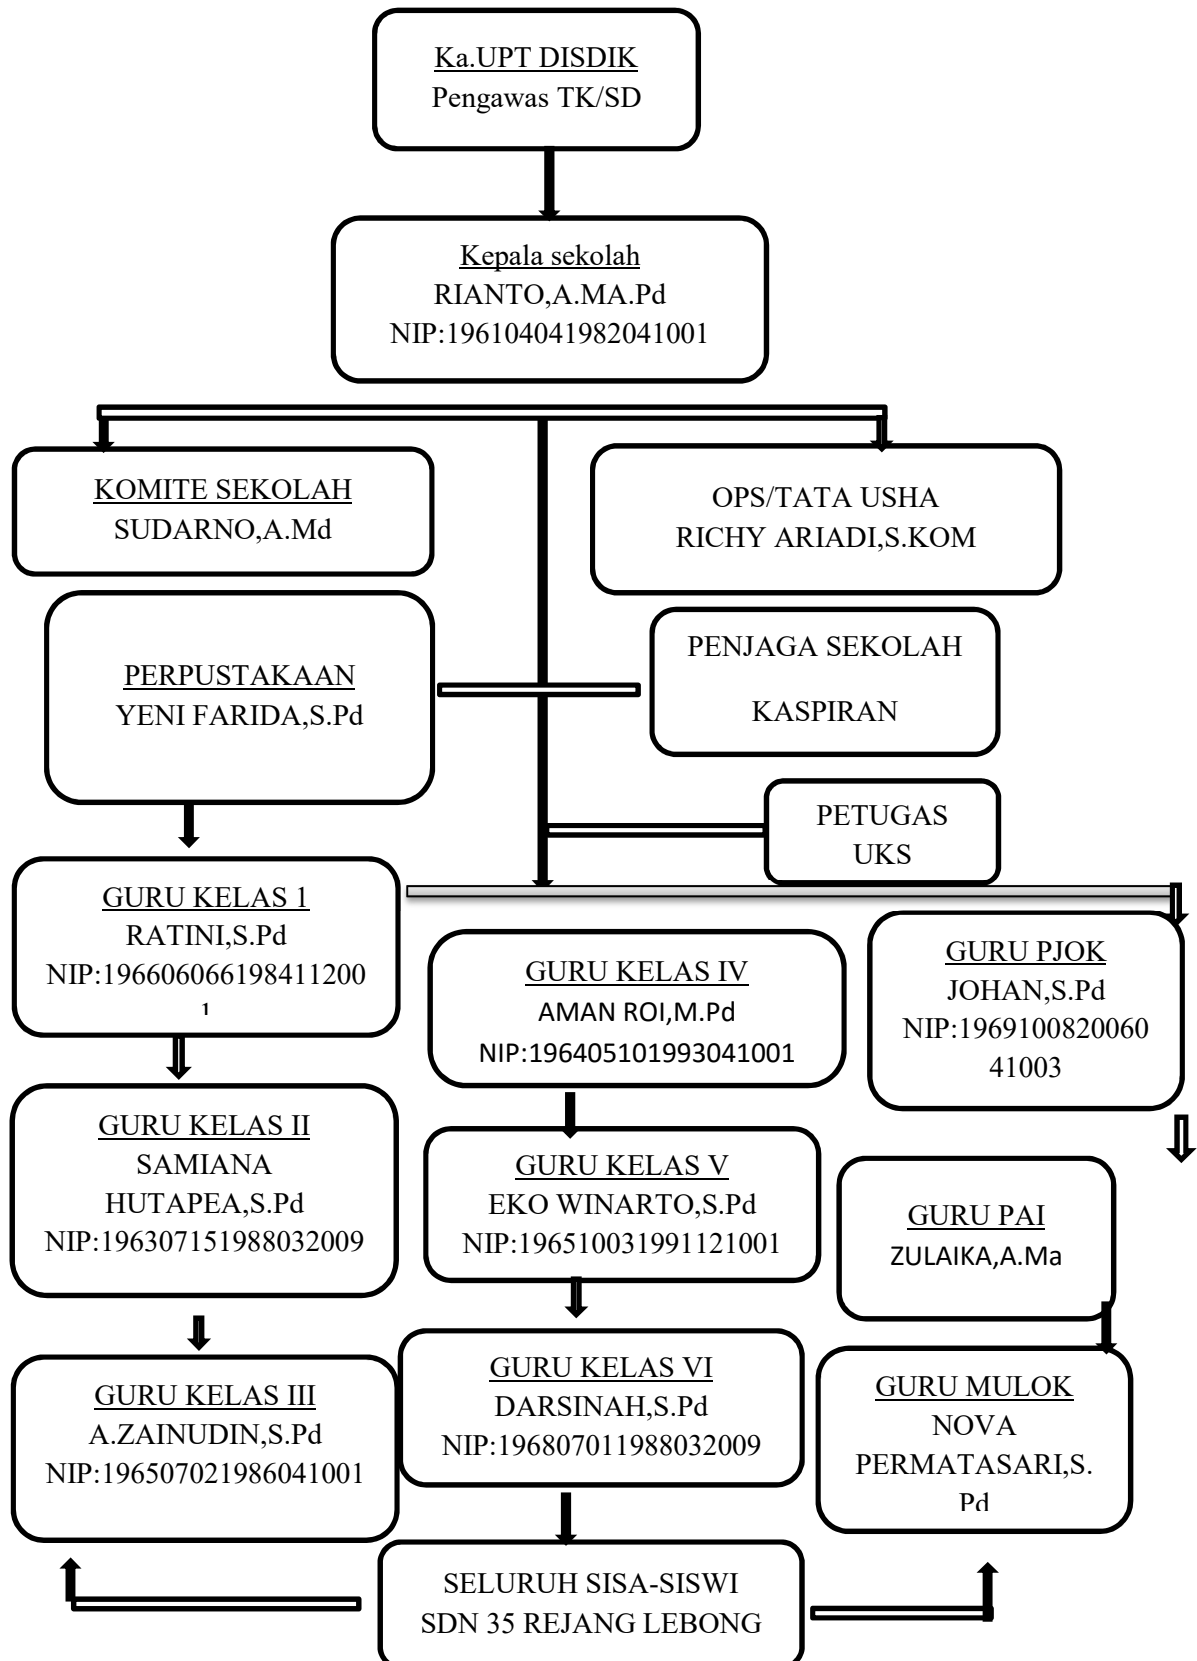 Ka.UPT DISDIK
Pengawas TK/SD
Kepala sekolah
RIANTO,A.MA.Pd
NIP:196104041982041001
KOMITE SEKOLAH
SUDARNO,A.Md
OPS/TATA USHA
RICHY ARIADI,S.KOM
PERPUSTAKAAN
YENI FARIDA,S.Pd
PENJAGA SEKOLAH
KASPIRAN
PETUGAS
UKS
GURU KELAS 1
RATINI,S.Pd
NIP:196606066198411200
1
GURU KELAS IV
AMAN ROI,M.Pd
NIP:196405101993041001
GURU PJOK
JOHAN,S.Pd
NIP:1969100820060
41003
GURU KELAS II
SAMIANA
HUTAPEA,S.Pd
NIP:196307151988032009
GURU KELAS V
EKO WINARTO,S.Pd
NIP:196510031991121001
GURU PAI
ZULAIKA,A.Ma
GURU KELAS III
A.ZAINUDIN,S.Pd
NIP:196507021986041001
GURU KELAS VI
DARSINAH,S.Pd
NIP:196807011988032009
GURU MULOK
NOVA
PERMATASARI,S.
Pd
SELURUH SISA-SISWI
SDN 35 REJANG LEBONG